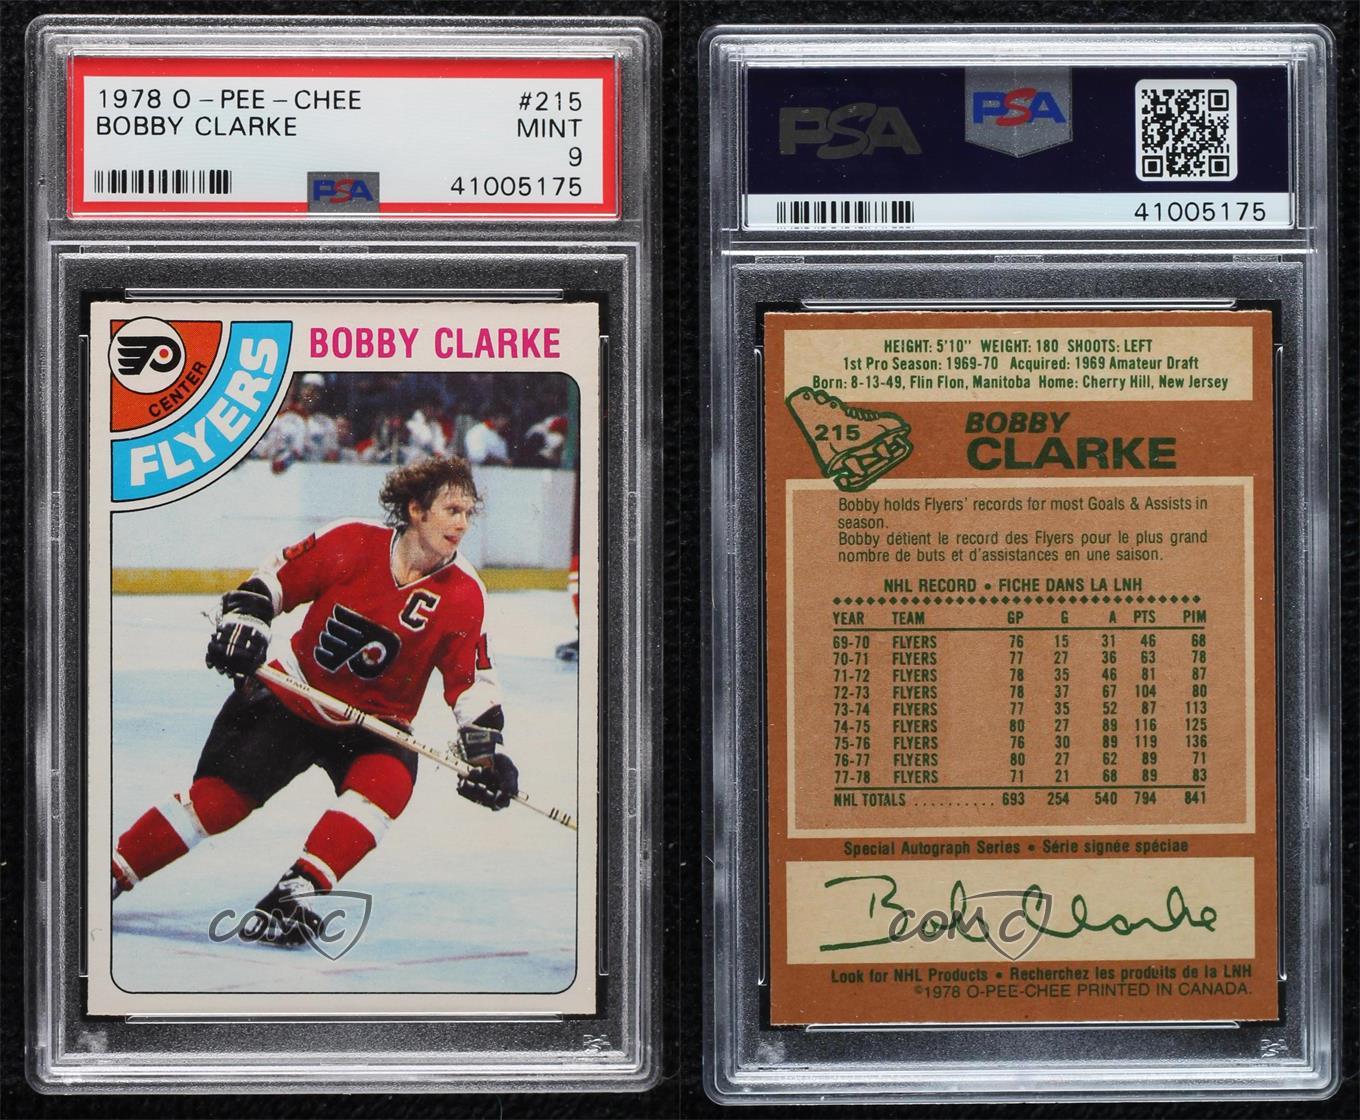 1978 O-PEE-CHEE #215
BOBBY CLARKE MINT
9
PSA 41005175
BOBBY CLARKE
CENTER
FLYERS
C
COMC
PSA PSA
41005175
HEIGHT: 5'10" WEIGHT: 180 SHOOTS: LEFT
1st Pro Season: 1969-70 Acquired: 1969 Amateur Draft
Born: 8-13-49, Flin Flon, Manitoba Home: Cherry Hill, New Jersey
215
BOBBY
CLARKE
Bobby holds Flyers' records for most Goals & Assists in
season.
Bobby détient le record des Flyers pour le plus grand
nombre de buts et d'assistances en une saison.
NHL RECORD • FICHE DANS LA LNH
YEAR TEAM GP G A PTS PIM
69-70 FLYERS 76 15 31 46 68
70-71 FLYERS 77 27 36 63 78
71-72 FLYERS 78 35 46 81 87
72-73 FLYERS 78 37 67 104 80
73-74 FLYERS 77 35 52 87 113
74-75 FLYERS 80 27 89 116 125
75-76 FLYERS 76 30 89 119 136
76-77 FLYERS 80 27 62 89 71
77-78 FLYERS 71 21 68 89 83
NHL TOTALS .......... 693 254 540 794 841
Special Autograph Series • Série signée spéciale
Bob Clarke
COMC
Look for NHL Products • Recherchez les produits de la LNH
©1978 O-PEE-CHEE PRINTED IN CANADA.